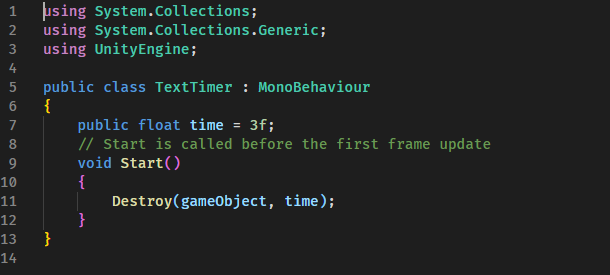 1 using System.Collections;
2 using System.Collections.Generic;
3 using UnityEngine;
4
5 public class TextTimer : MonoBehaviour
6 {
7     public float time = 3f;
8     // Start is called before the first frame update
9     void Start()
10     {
11         Destroy(gameObject, time);
12     }
13 }
14